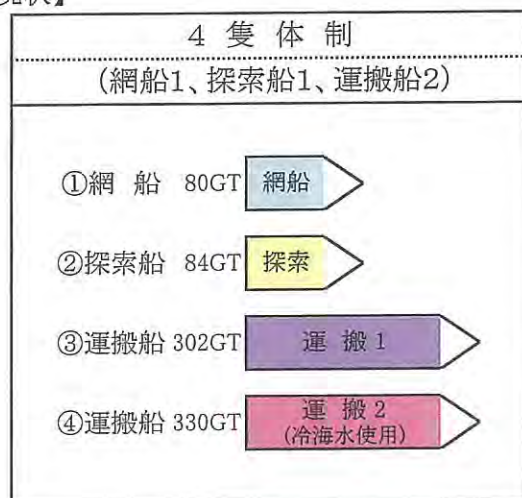 4 隻 体 制
(網船1、探索船1、運搬船2)
①網 船 80GT 網船
②探索船 84GT 探索
③運搬船 302GT 運 搬 1
④運搬船 330GT 運 搬 2
(冷海水使用)